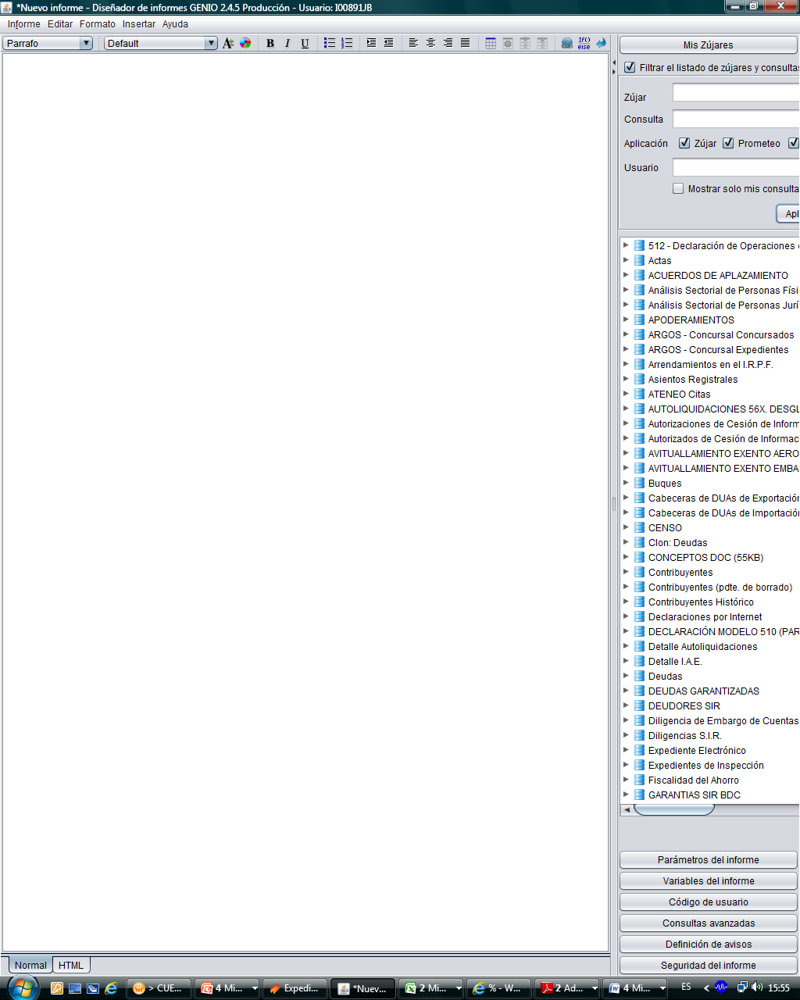 *Nuevo informe - Diseñador de informes GENIO 2.4.5 Producción - Usuario: I00891JB
Informe Editar Formato Insertar Ayuda
Parrafo Default A B I U IF() else
Mis Zújares
Filtrar el listado de zújares y consultas
Zújar
Consulta
Aplicación Zújar Prometeo
Usuario
Mostrar solo mis consulta
Apl
512 - Declaración de Operaciones
Actas
ACUERDOS DE APLAZAMIENTO
Análisis Sectorial de Personas Físi
Análisis Sectorial de Personas Jurí
APODERAMIENTOS
ARGOS - Concursal Concursados
ARGOS - Concursal Expedientes
Arrendamientos en el I.R.P.F.
Asientos Registrales
ATENEO Citas
AUTOLIQUIDACIONES 56X. DESGL
Autorizaciones de Cesión de Inform
Autorizados de Cesión de Informac
AVITUALLAMIENTO EXENTO AERO
AVITUALLAMIENTO EXENTO EMBA
Buques
Cabeceras de DUAs de Exportación
Cabeceras de DUAs de Importación
CENSO
Clon: Deudas
CONCEPTOS DOC (55KB)
Contribuyentes
Contribuyentes (pdte. de borrado)
Contribuyentes Histórico
Declaraciones por Internet
DECLARACIÓN MODELO 510 (PAR
Detalle Autoliquidaciones
Detalle I.A.E.
Deudas
DEUDAS GARANTIZADAS
DEUDORES SIR
Diligencia de Embargo de Cuentas
Diligencias S.I.R.
Expediente Electrónico
Expedientes de Inspección
Fiscalidad del Ahorro
GARANTIAS SIR BDC
Parámetros del informe
Variables del informe
Código de usuario
Consultas avanzadas
Definición de avisos
Seguridad del informe
Normal HTML
> CUE... 4 Mi... Expedi... *Nuev... 2 Mi... % - W... 2 Ad... 4 Mi... ES 15:55